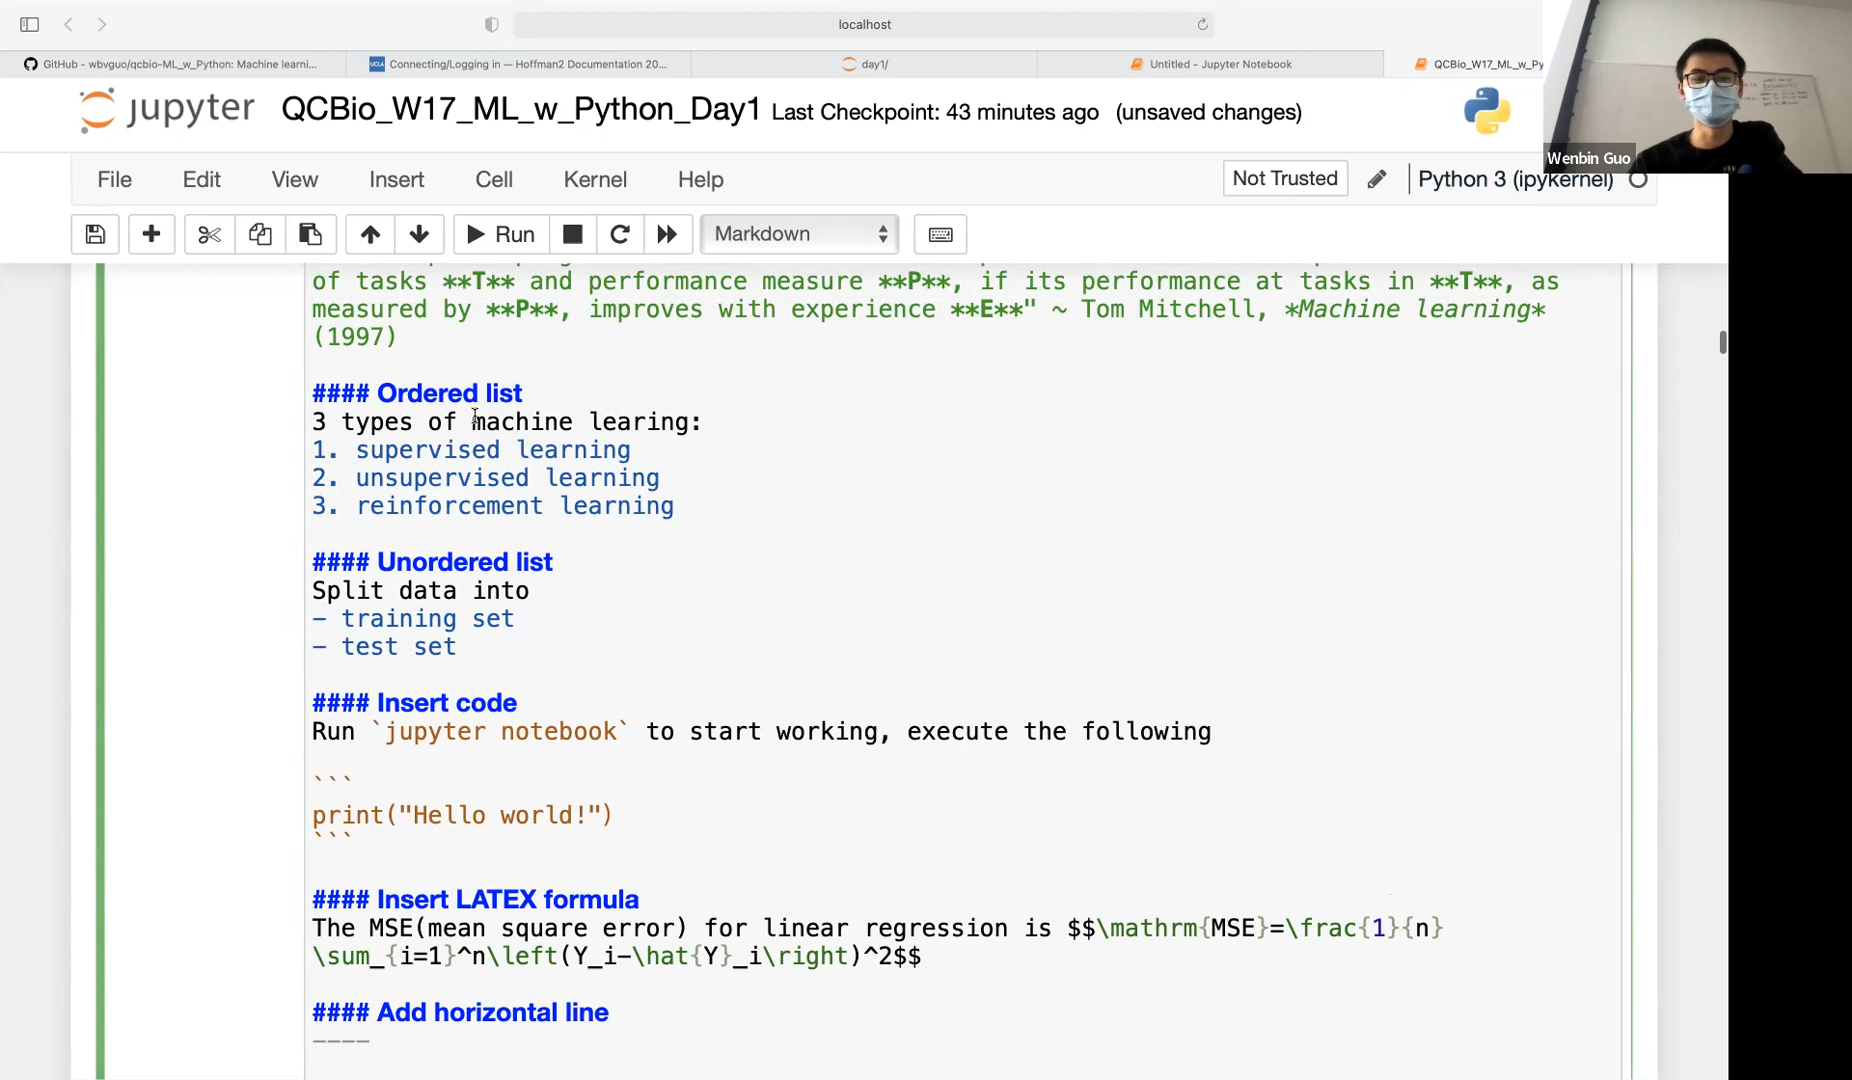 localhost
GitHub - wbvguo/qcbio-ML_w_Python: Machine learni...
UCLA Connecting/Logging in — Hoffman2 Documentation 20...
day1/
Untitled - Jupyter Notebook
QCBio_W17_ML_w_Py
jupyter QCBio_W17_ML_w_Python_Day1 Last Checkpoint: 43 minutes ago (unsaved changes)
Wenbin Guo
File Edit View Insert Cell Kernel Help Not Trusted Python 3 (ipykernel)
Run Markdown
of tasks **T** and performance measure **P**, if its performance at tasks in **T**, as
measured by **P**, improves with experience **E**" ~ Tom Mitchell, *Machine learning*
(1997)
#### Ordered list
3 types of machine learing:
1. supervised learning
2. unsupervised learning
3. reinforcement learning
#### Unordered list
Split data into
- training set
- test set
#### Insert code
Run `jupyter notebook` to start working, execute the following
```
print("Hello world!")
```
#### Insert LATEX formula
The MSE(mean square error) for linear regression is $$\mathrm{MSE}=\frac{1}{n}
\sum_{i=1}^n\left(Y_i-\hat{Y}_i\right)^2$$
#### Add horizontal line
----